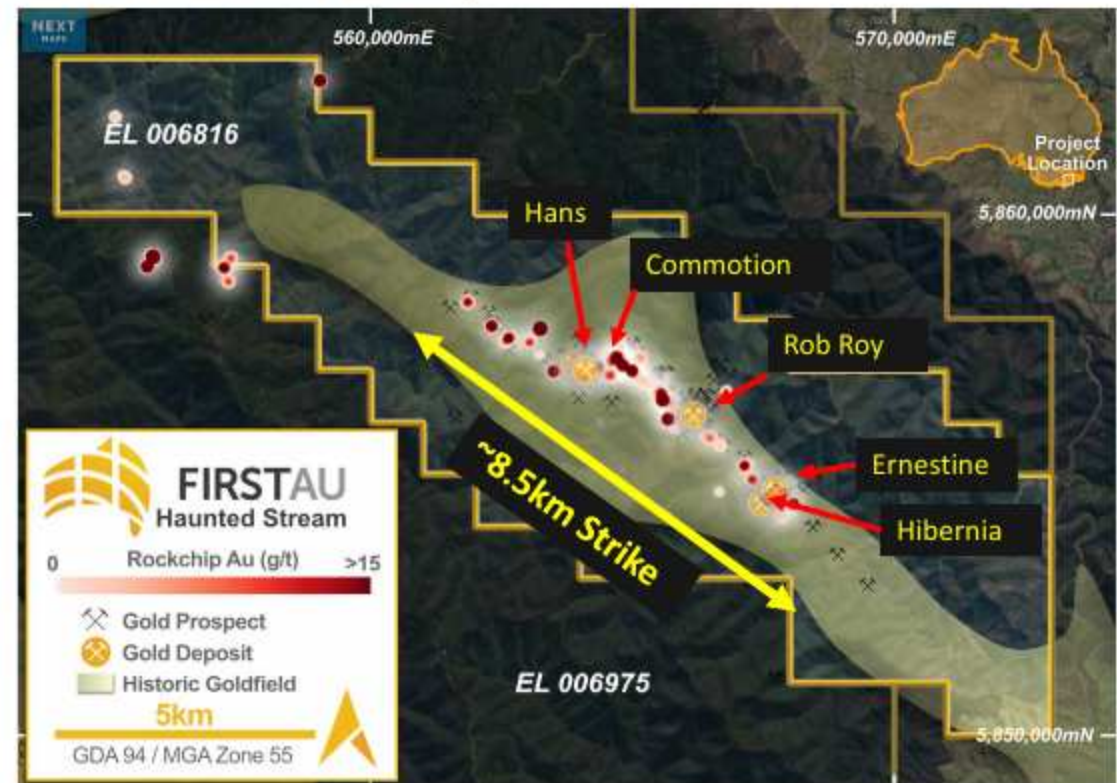 NEXT
MAPS
560,000mE
570,000mE
EL 006816
Project
Location
5,860,000mN
Hans
Commotion
Rob Roy
Ernestine
Hibernia
~8.5km Strike
EL 006975
5,850,000mN
FIRSTAU
Haunted Stream
0 Rockchip Au (g/t) >15
Gold Prospect
Gold Deposit
Historic Goldfield
5km
GDA 94 / MGA Zone 55